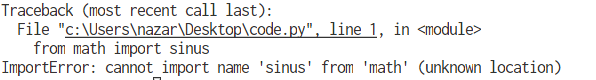 Traceback (most recent call last):
  File "c:\Users\nazar\Desktop\code.py", line 1, in <module>
    from math import sinus
ImportError: cannot import name 'sinus' from 'math' (unknown location)